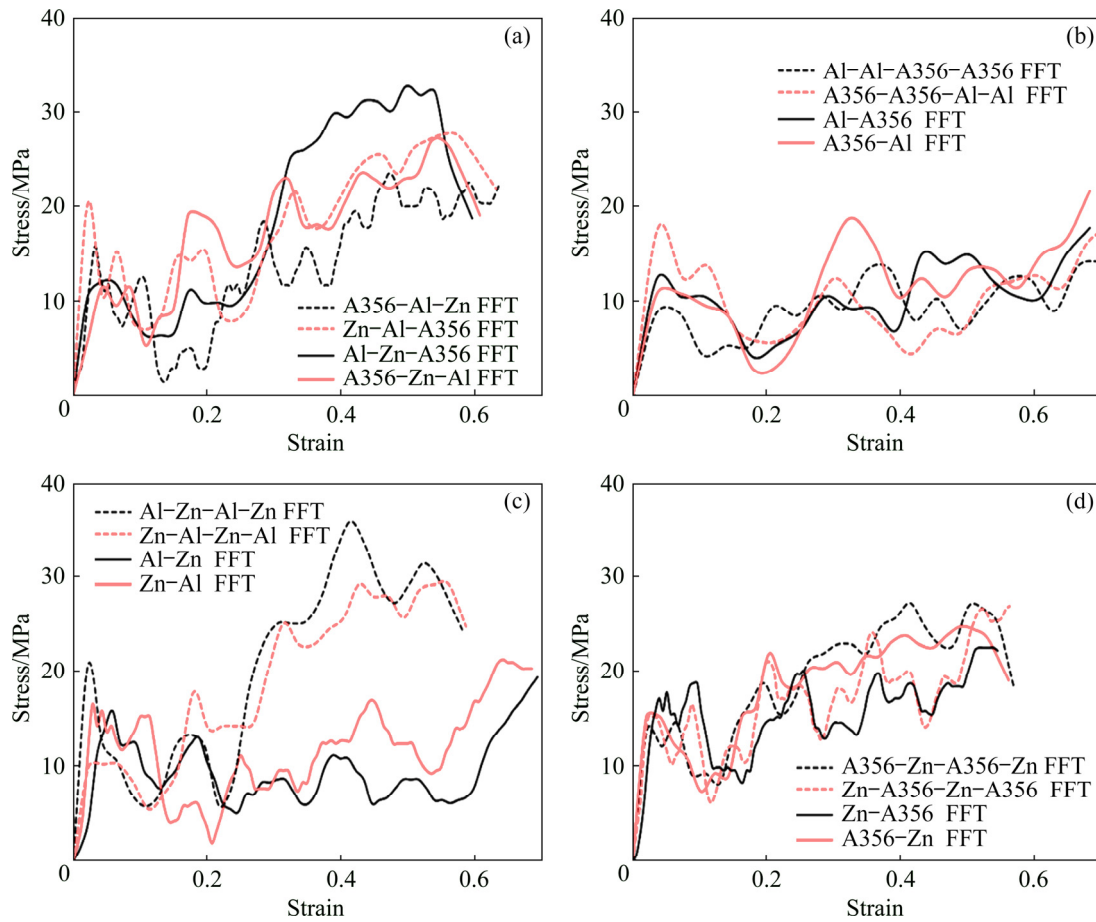 40
(a)
30
20
10
0
Stress/MPa
A356-Al-Zn FFT
Zn-Al-A356 FFT
Al-Zn-A356 FFT
A356-Zn-Al FFT
0.2
0.4
0.6
Strain
40
(b)
30
20
10
0
Stress/MPa
Al-Al-A356-A356 FFT
A356-A356-Al-Al FFT
Al-A356 FFT
A356-Al FFT
0.2
0.4
0.6
Strain
40
(c)
30
20
10
0
Stress/MPa
Al-Zn-Al-Zn FFT
Zn-Al-Zn-Al FFT
Al-Zn FFT
Zn-Al FFT
0.2
0.4
0.6
Strain
40
(d)
30
20
10
0
Stress/MPa
A356-Zn-A356-Zn FFT
Zn-A356-Zn-A356 FFT
Zn-A356 FFT
A356-Zn FFT
0.2
0.4
0.6
Strain